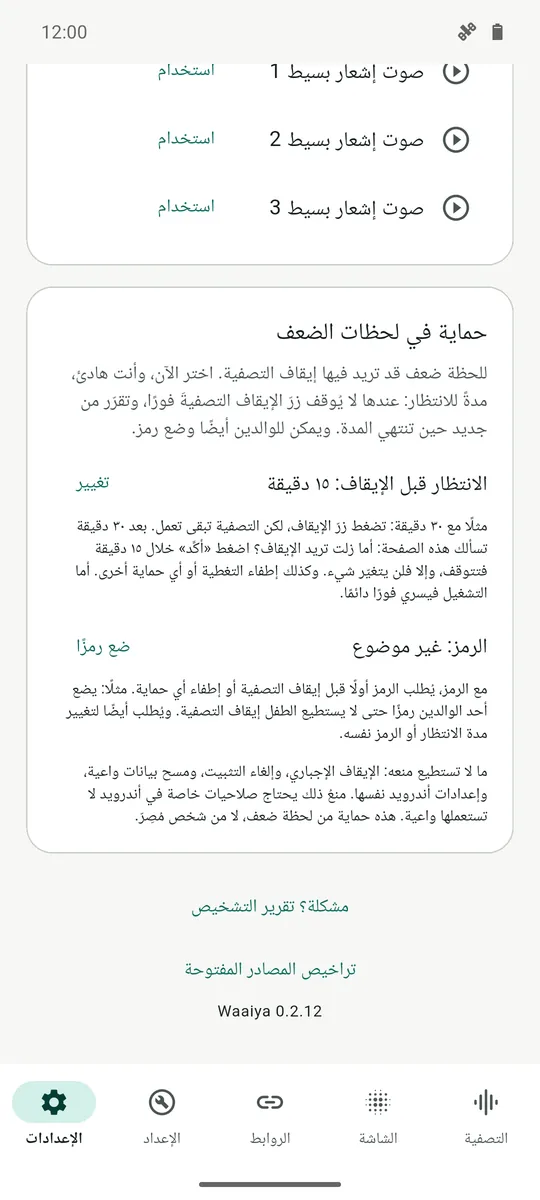 12:00
صوت إشعار بسيط 1
استخدام
صوت إشعار بسيط 2
استخدام
صوت إشعار بسيط 3
استخدام
حماية في لحظات الضعف
للحظة ضعف قد تريد فيها إيقاف التصفية. اختر الآن، وأنت هادئ،
مدةً للانتظار: عندها لا يُوقف زرّ الإيقاف التصفيةَ فورًا، وتقرّر من
جديد حين تنتهي المدة. ويمكن للوالدين أيضًا وضع رمز.
الانتظار قبل الإيقاف: ١٥ دقيقة
تغيير
مثلًا مع ٣٠ دقيقة: تضغط زرّ الإيقاف، لكن التصفية تبقى تعمل. بعد ٣٠ دقيقة
تسألك هذه الصفحة: أما زلت تريد الإيقاف؟ اضغط «أكّد» خلال ١٥ دقيقة
فتتوقف، وإلا فلن يتغيّر شيء. وكذلك إطفاء التغطية أو أي حماية أخرى. أما
التشغيل فيسري فورًا دائمًا.
الرمز: غير موضوع
ضع رمزًا
مع الرمز، يُطلب الرمز أولًا قبل إيقاف التصفية أو إطفاء أي حماية. مثلًا: يضع
أحد الوالدين رمزًا حتى لا يستطيع الطفل إيقاف التصفية. ويُطلب أيضًا لتغيير
مدة الانتظار أو الرمز نفسه.
ما لا تستطيع منعه: الإيقاف الإجباري، وإلغاء التثبيت، ومسح بيانات واعية،
وإعدادات أندرويد نفسها. منعُ ذلك يحتاج صلاحيات خاصة في أندرويد لا
تستعملها واعية. هذه حماية من لحظة ضعف، لا من شخص مُصِرّ.
مشكلة؟ تقرير التشخيص
تراخيص المصادر المفتوحة
Waaiya 0.2.12
التصفية
الشاشة
الروابط
الإعداد
الإعدادات